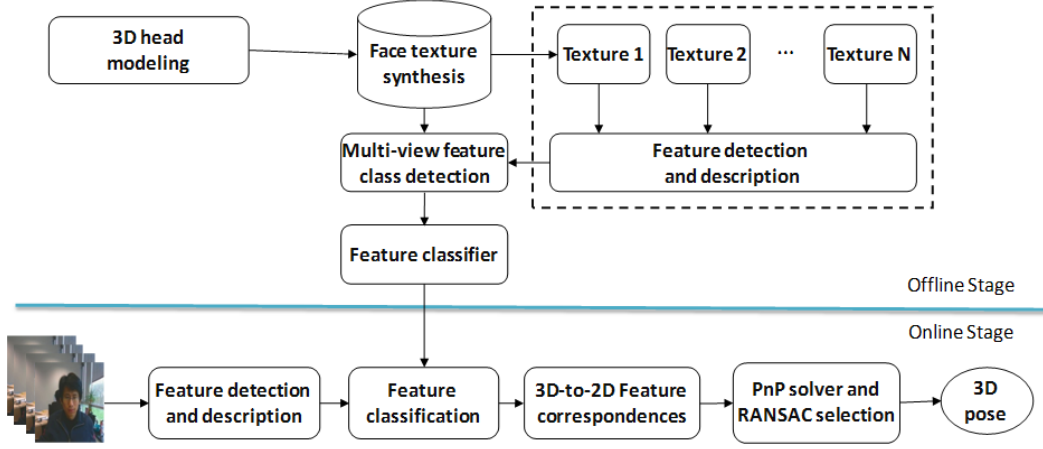 3D head
modeling
Face texture
synthesis
Texture 1
Texture 2
...
Texture N
Multi-view feature
class detection
Feature detection
and description
Feature classifier
Offline Stage
Online Stage
Feature detection
and description
Feature
classification
3D-to-2D Feature
correspondences
PnP solver and
RANSAC selection
3D
pose